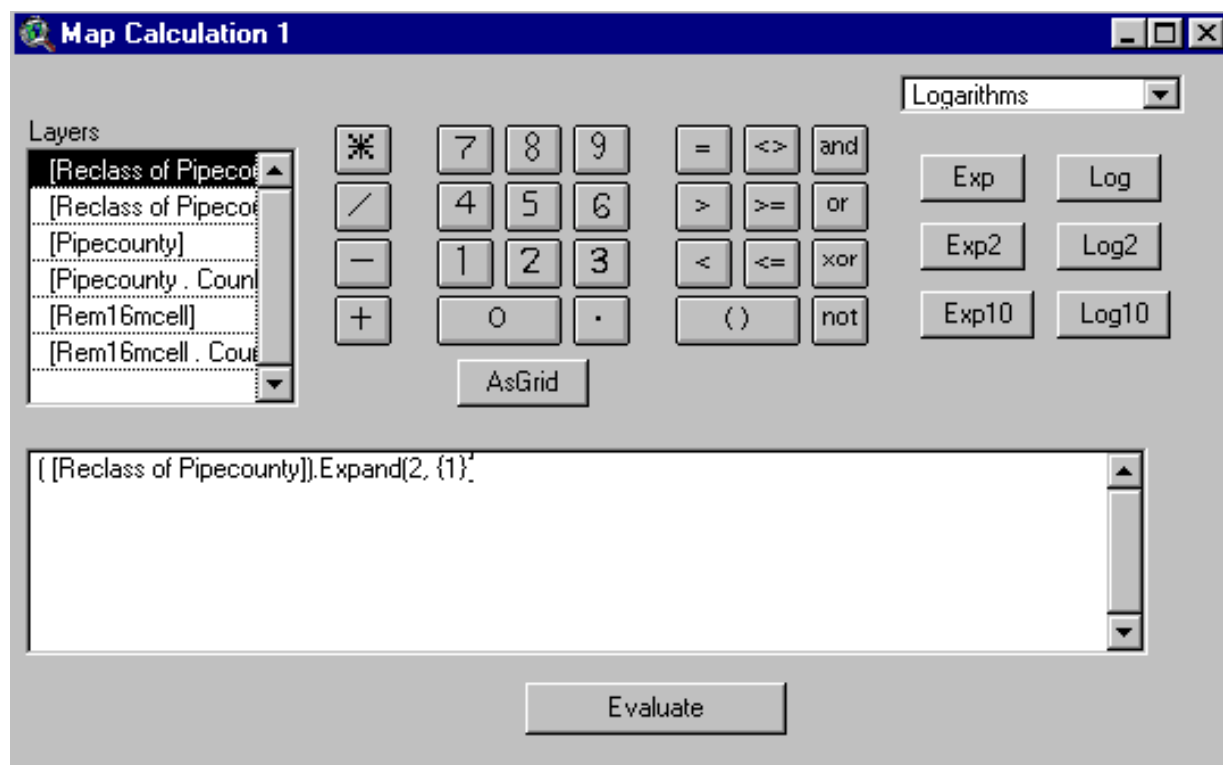 Map Calculation 1
Logarithms
Layers
[Reclass of Pipecou
[Reclass of Pipecou
[Pipecounty]
[Pipecounty . Coun
[Rem16mcell]
[Rem16mcell . Cou
* 7 8 9 = <> and
/ 4 5 6 > >= or
- 1 2 3 < <= xor
+ 0 . ( ) not
AsGrid
Exp Log
Exp2 Log2
Exp10 Log10
( [Reclass of Pipecounty]).Expand(2, {1}
Evaluate